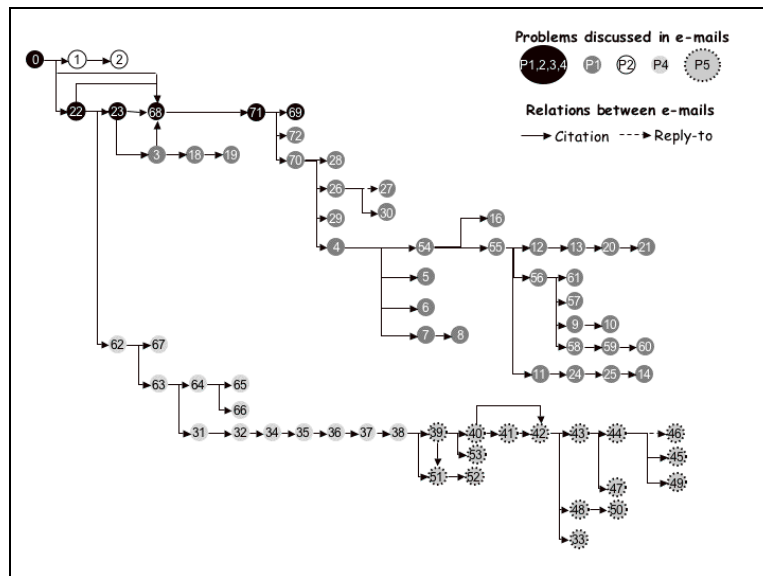 Problems discussed in e-mails
P1,2,3,4 P1 P2 P4 P5
Relations between e-mails
Citation Reply-to
0 1 2
22 23 68 71 69
72
3 18 19 70 28
26 27
30
29
16
4 54 55 12 13 20 21
5 56 61
57
6
9 10
7 8
62 67 58 59 60
11 24 25 14
63 64 65
66
31 32 34 35 36 37 38 39 40 41 42 43 44 46
53 45
51 52
49
47
48 50
33